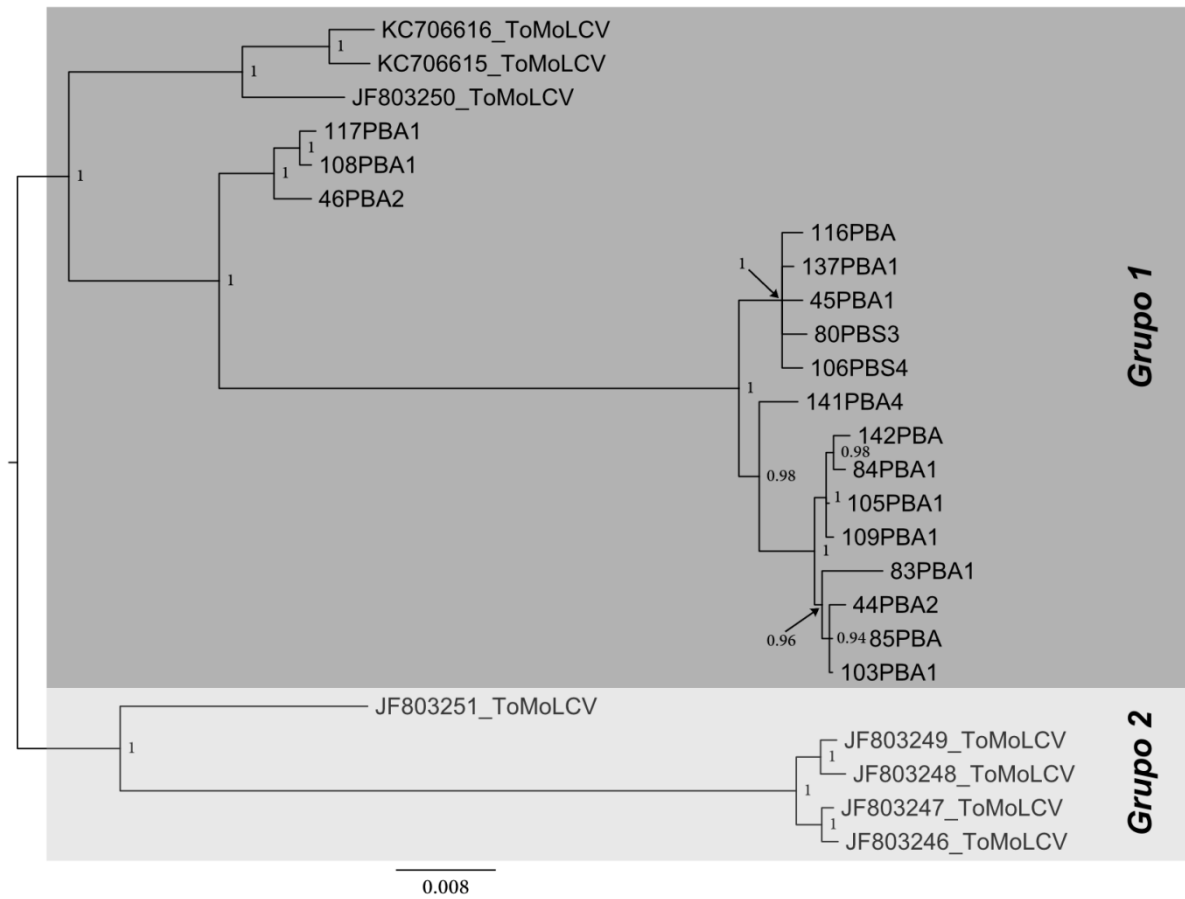 KC706616_ToMoLCV
1
KC706615_ToMoLCV
1
JF803250_ToMoLCV
117PBA1
1
108PBA1
1
1
46PBA2
116PBA
1
137PBA1
1
45PBA1
80PBS3
106PBS4
1
141PBA4
142PBA
0.98
84PBA1
0.98
1
105PBA1
109PBA1
1
83PBA1
44PBA2
0.96
0.94
85PBA
103PBA1
Grupo 1
JF803251_ToMoLCV
1
JF803249_ToMoLCV
1
JF803248_ToMoLCV
1
JF803247_ToMoLCV
1
JF803246_ToMoLCV
Grupo 2
0.008